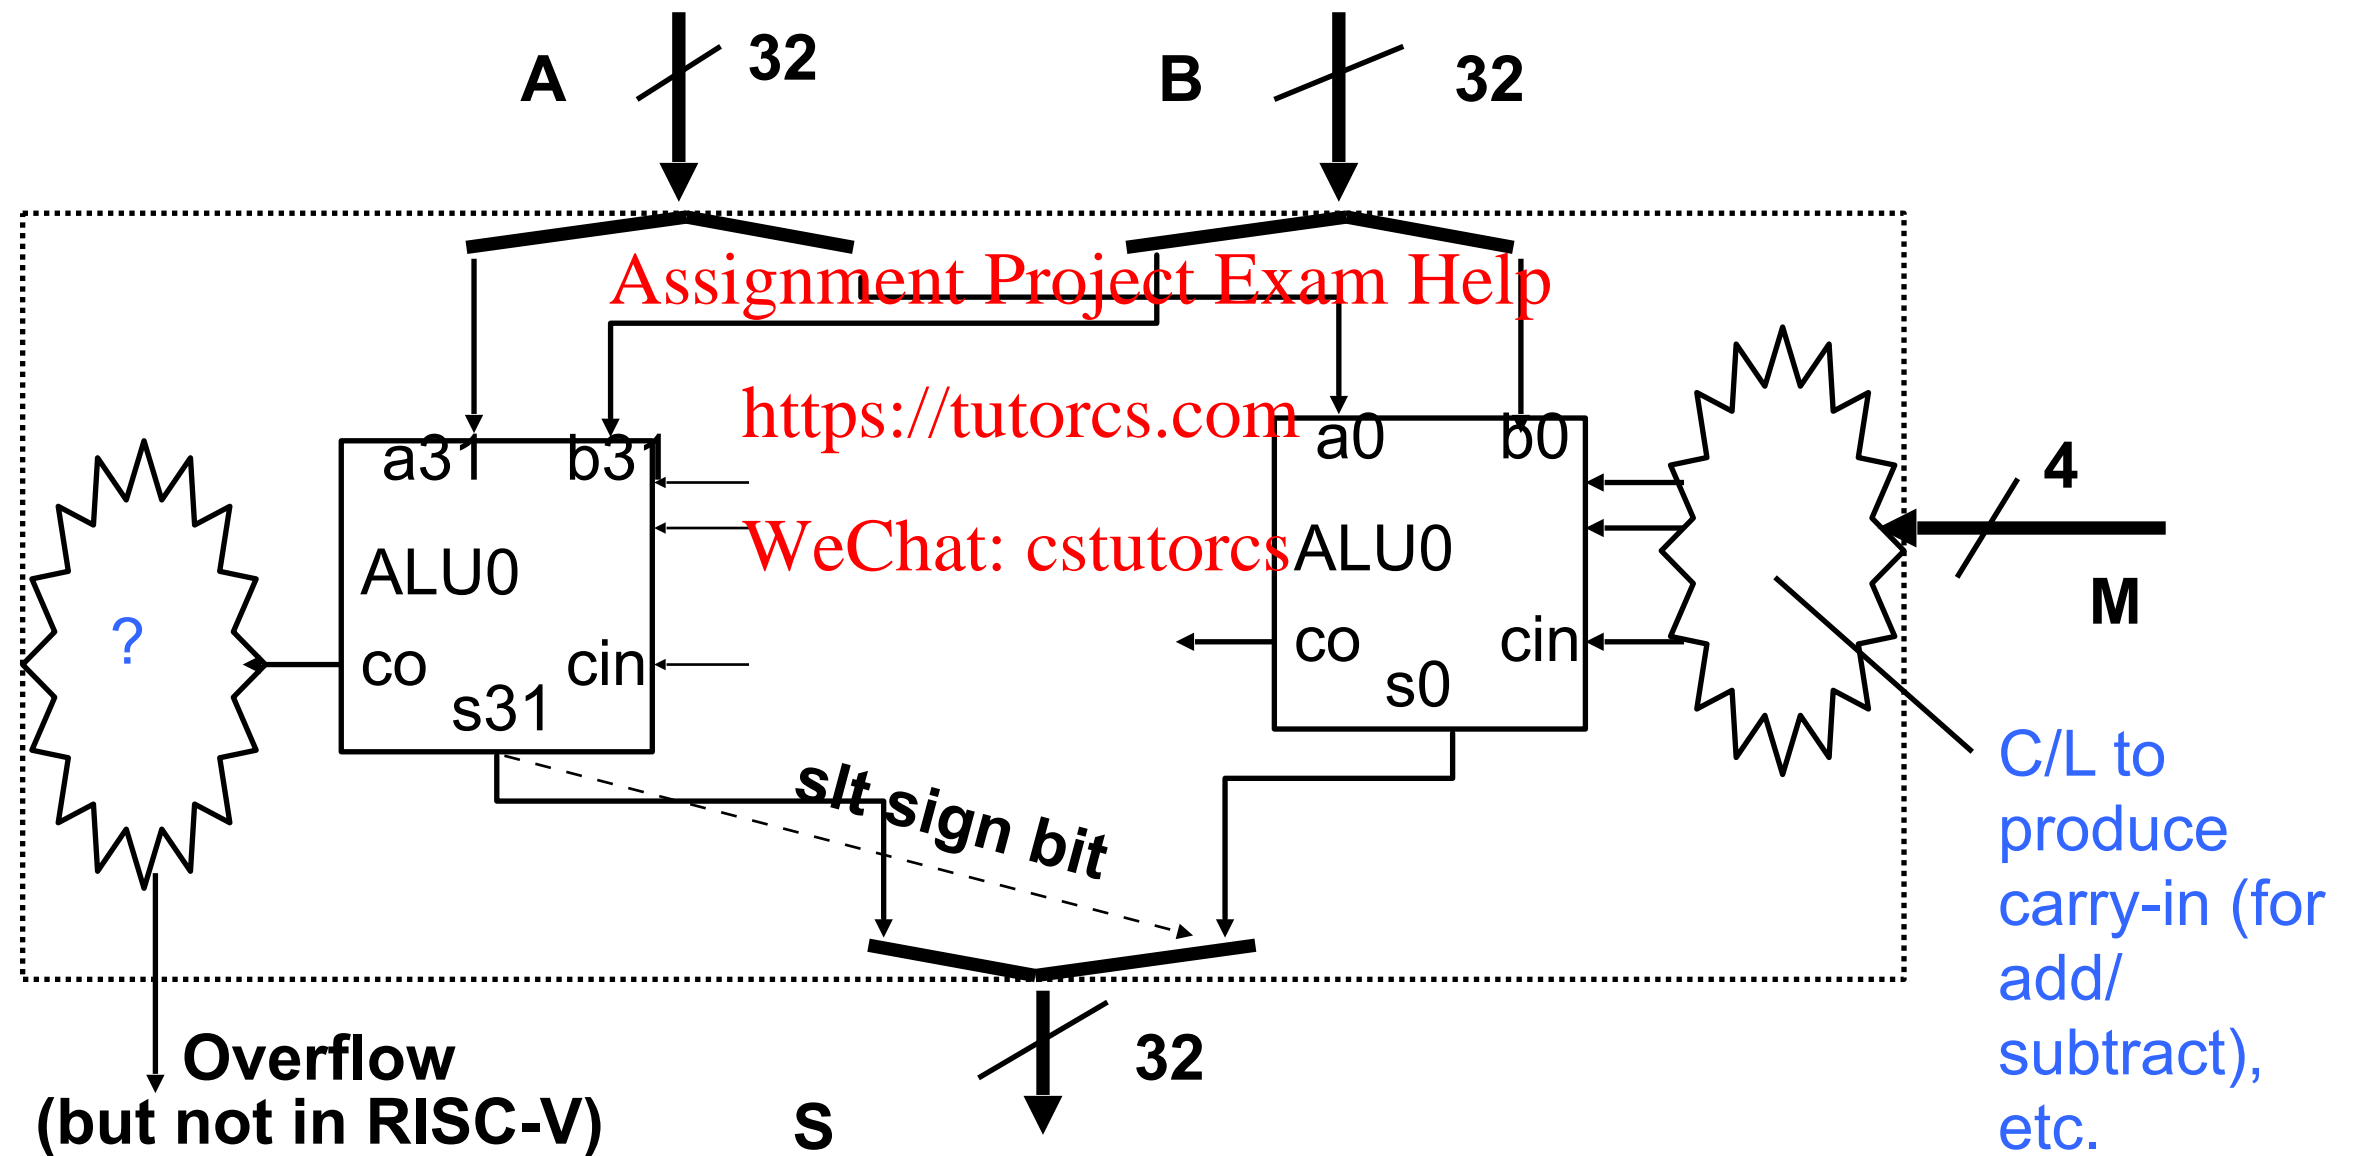 A
32
B
32
Assignment Project Exam Help
https://tutorcs.com
WeChat: cstutorcs
a31
b31
ALU0
co
cin
s31
a0
b0
ALU0
co
cin
s0
?
4
M
slt sign bit
C/L to
produce
carry-in (for
add/
subtract),
etc.
Overflow
(but not in RISC-V)
32
S